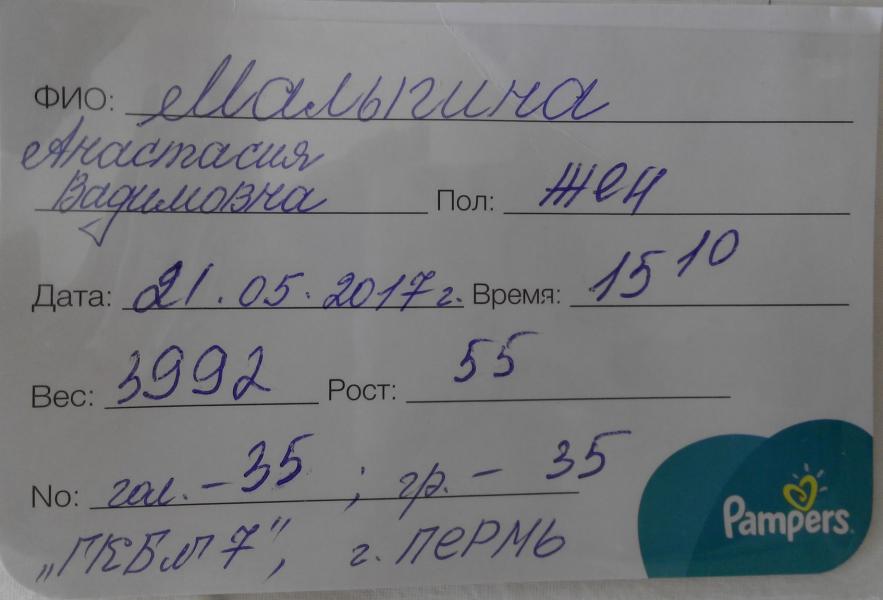 ФИО: Малыгина
Анастасия
Вадимовна Пол: Жен
Дата: 21.05.2017г. Время: 15 10
Вес: 3992 Рост: 55
No: гол. – 35 ; гр. – 35
„ГКБ №7", г. ПЕРМЬ
Pampers